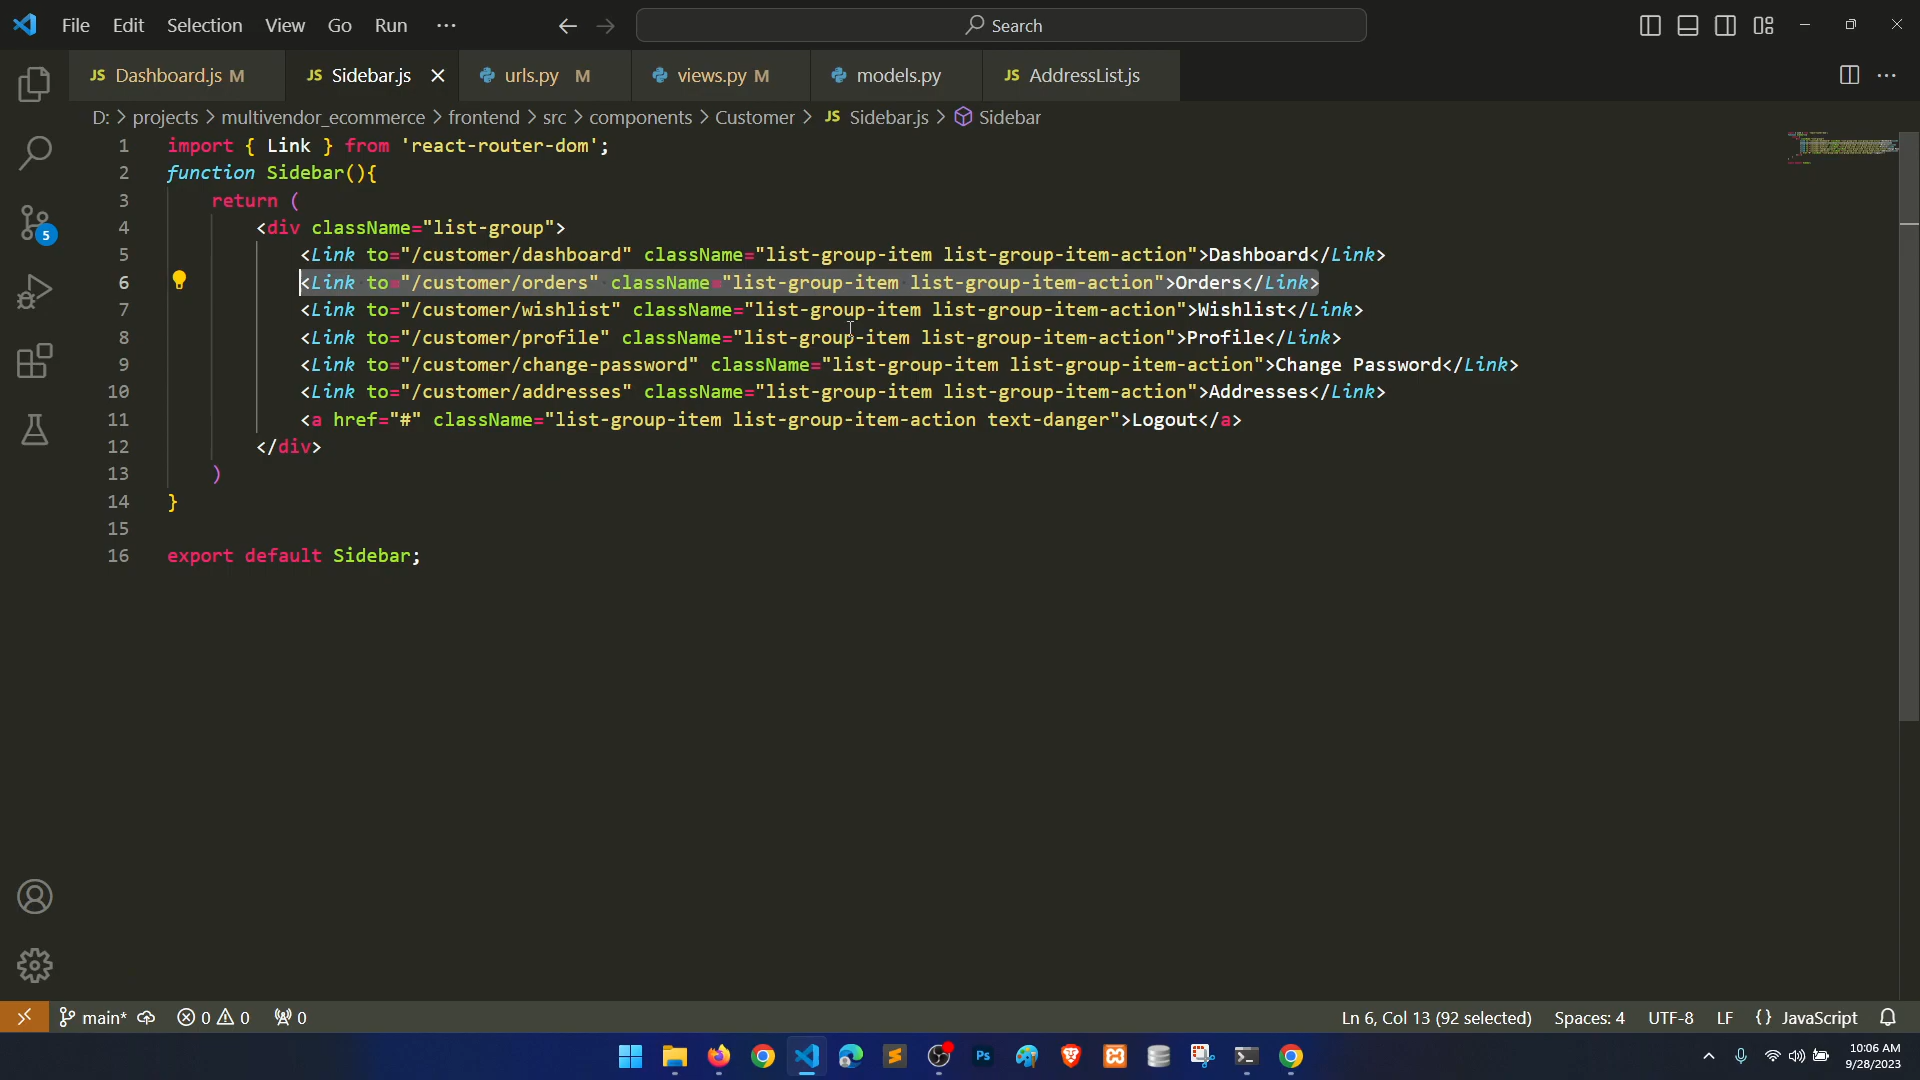 File Edit Selection View Go Run ··· Search
JS Dashboard.js M JS Sidebar.js urls.py M views.py M models.py JS AddressList.js ···
D: > projects > multivendor_ecommerce > frontend > src > components > Customer > JS Sidebar.js > Sidebar
1 import { Link } from 'react-router-dom';
2 function Sidebar(){
3 return (
4 <div className="list-group">
5 <Link to="/customer/dashboard" className="list-group-item list-group-item-action">Dashboard</Link>
6 <Link to="/customer/orders" className="list-group-item list-group-item-action">Orders</Link>
7 <Link to="/customer/wishlist" className="list-group-item list-group-item-action">Wishlist</Link>
8 <Link to="/customer/profile" className="list-group-item list-group-item-action">Profile</Link>
9 <Link to="/customer/change-password" className="list-group-item list-group-item-action">Change Password</Link>
10 <Link to="/customer/addresses" className="list-group-item list-group-item-action">Addresses</Link>
11 <a href="#" className="list-group-item list-group-item-action text-danger">Logout</a>
12 </div>
13 )
14 }
15
16 export default Sidebar;
5
main* 0 0 0 Ln 6, Col 13 (92 selected) Spaces: 4 UTF-8 LF {} JavaScript
Ps
10:06 AM
9/28/2023